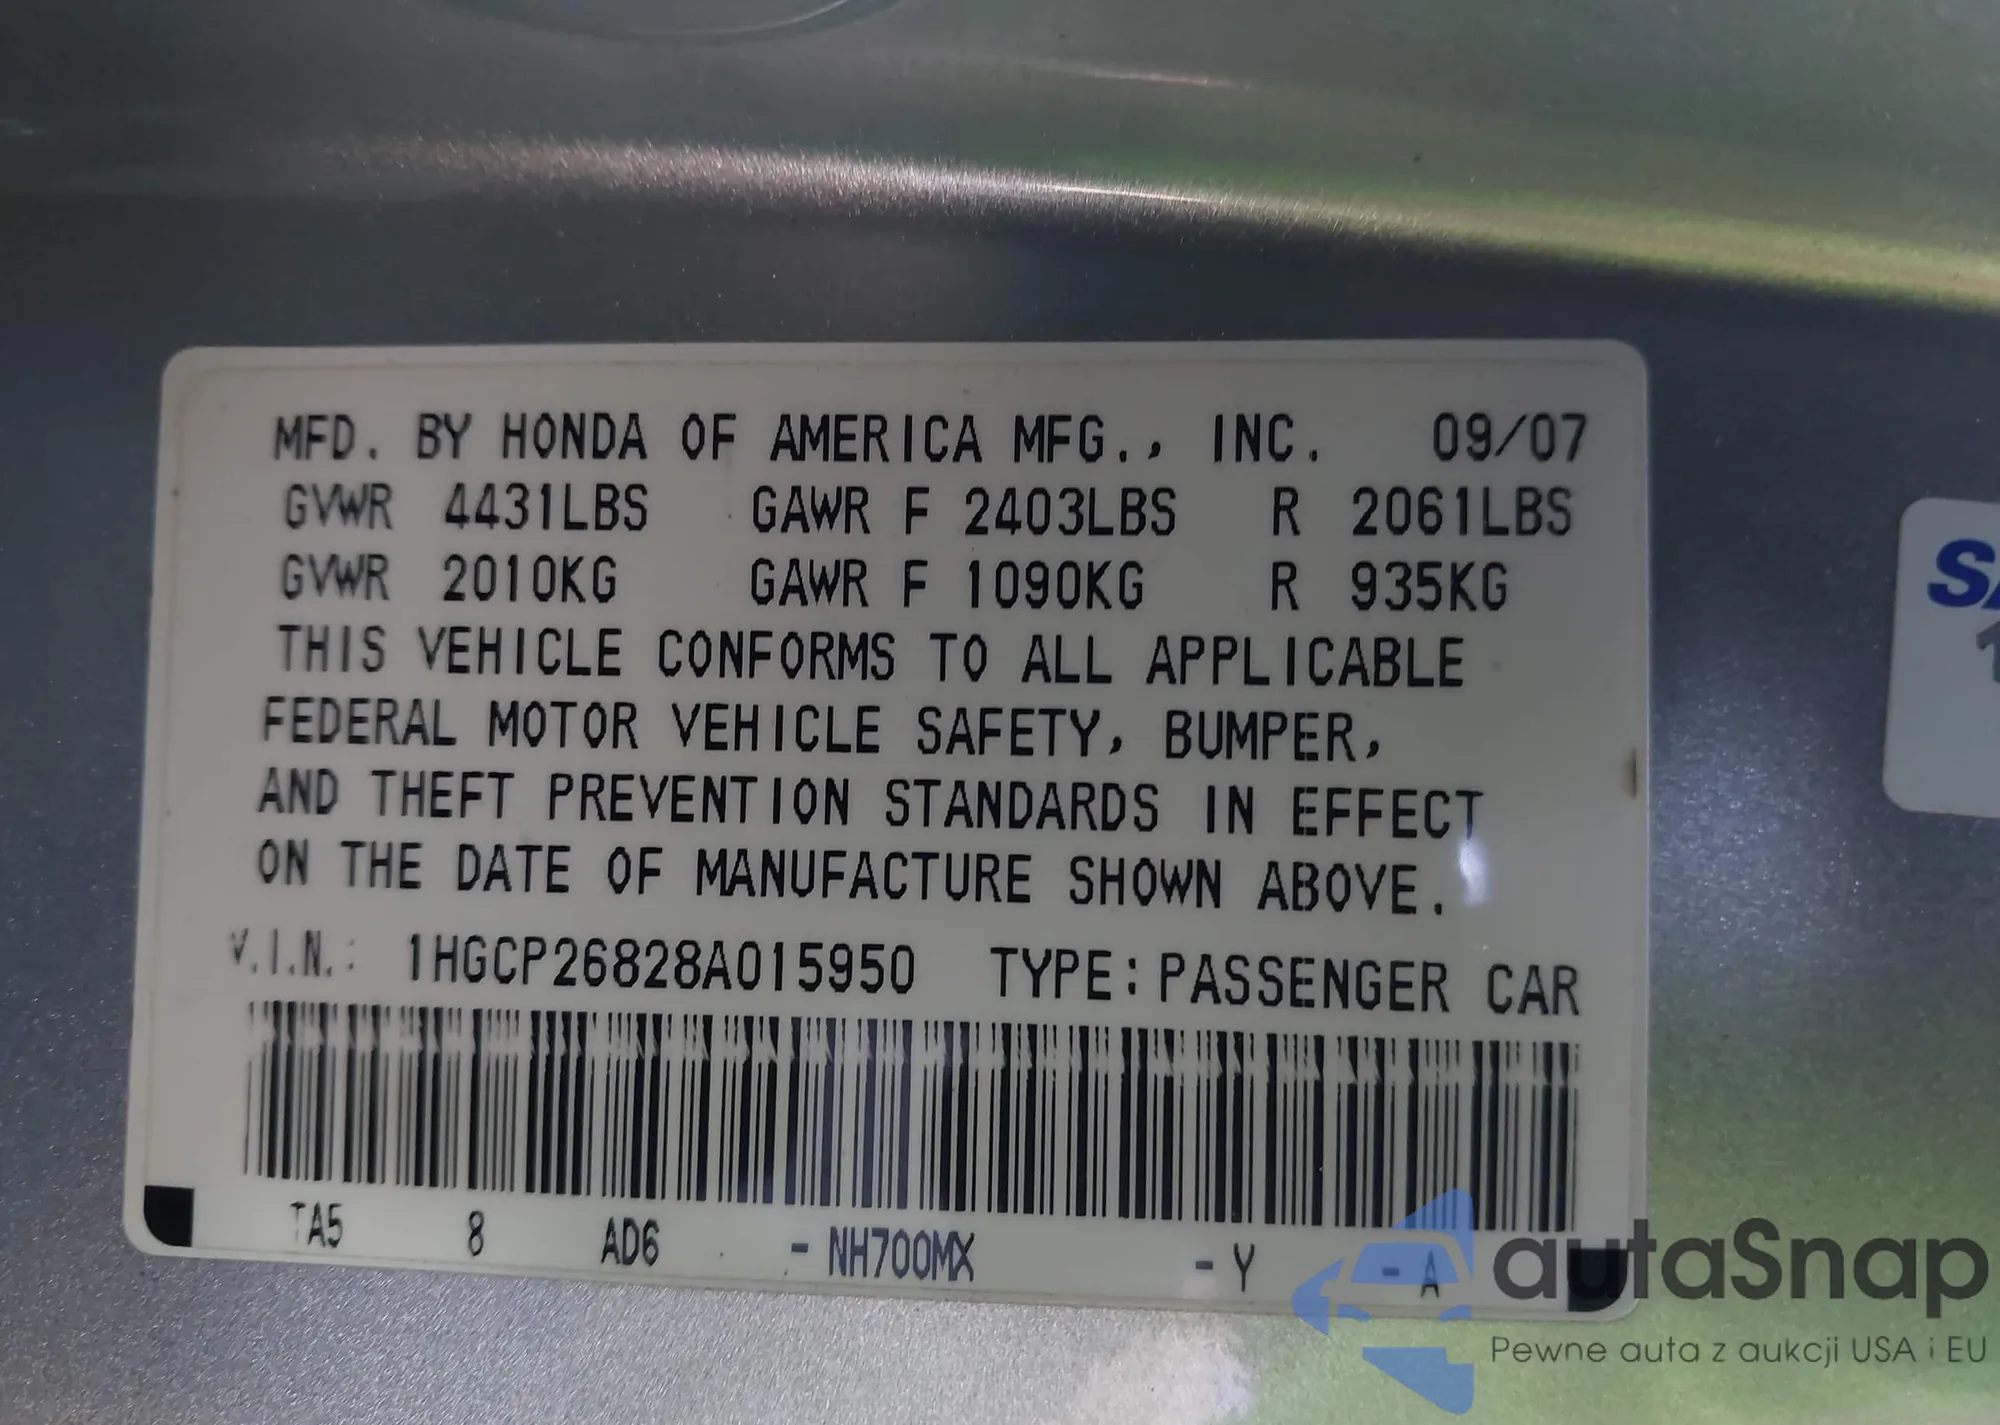 MFD. BY HONDA OF AMERICA MFG., INC. 09/07
GVWR 4431LBS GAWR F 2403LBS R 2061LBS
GVWR 2010KG GAWR F 1090KG R 935KG
THIS VEHICLE CONFORMS TO ALL APPLICABLE
FEDERAL MOTOR VEHICLE SAFETY, BUMPER,
AND THEFT PREVENTION STANDARDS IN EFFECT
ON THE DATE OF MANUFACTURE SHOWN ABOVE.
V.I.N.: 1HGCP26828A015950 TYPE: PASSENGER CAR
TA5 8 AD6 - NH700MX - Y - A
autaSnap
Pewne auta z aukcji USA i EU